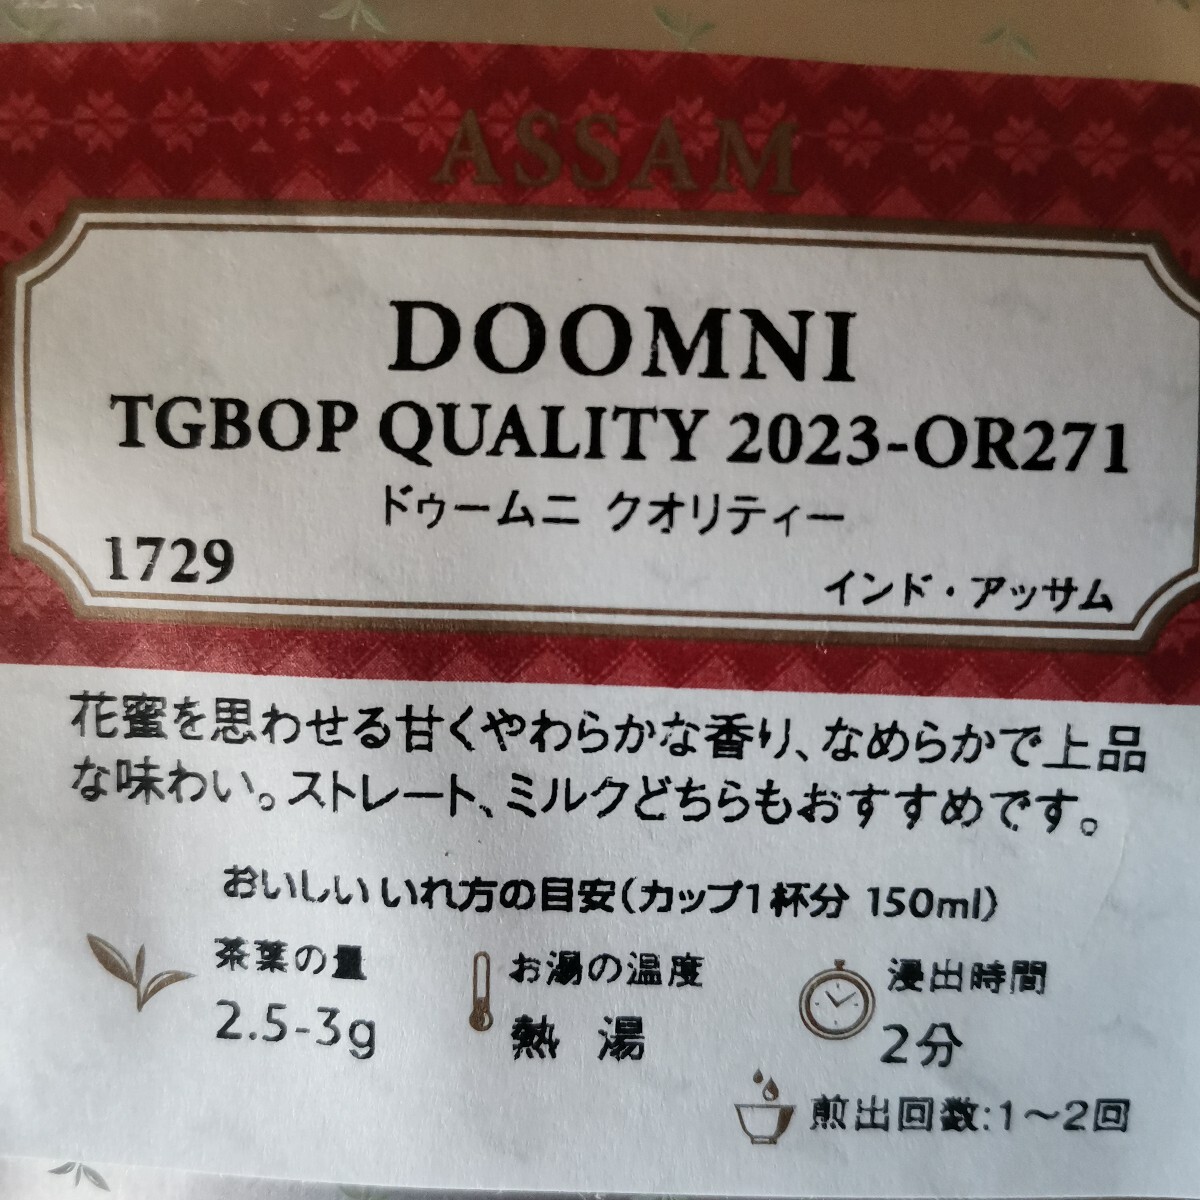 ASSAM
DOOMNI
TGBOP QUALITY 2023-OR271
ドゥームニ クオリティー
1729
インド・アッサム
花蜜を思わせる甘くやわらかな香り、なめらかで上品
な味わい。ストレート、ミルクどちらもおすすめです。
おいしいいれ方の目安(カップ1杯分 150ml)
茶葉の量
2.5-3g
お湯の温度
熱 湯
浸出時間
2分
煎出回数:1~2回